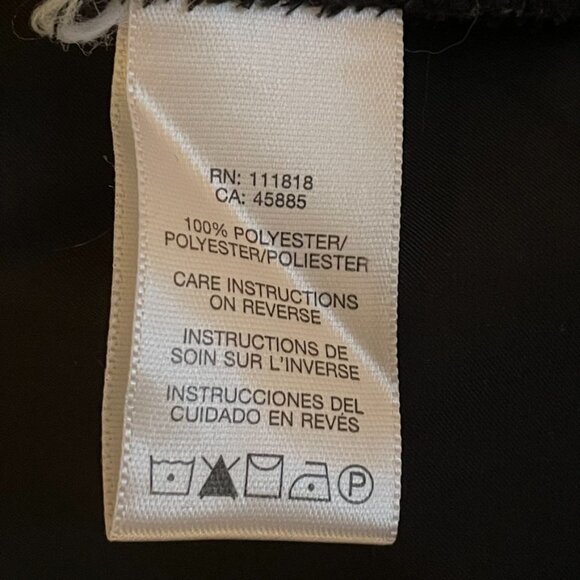 RN: 111818
CA: 45885
100% POLYESTER/
POLYESTER/POLIESTER
CARE INSTRUCTIONS
ON REVERSE
INSTRUCTIONS DE
SOIN SUR L'INVERSE
INSTRUCCIONES DEL
CUIDADO EN REVÉS
P